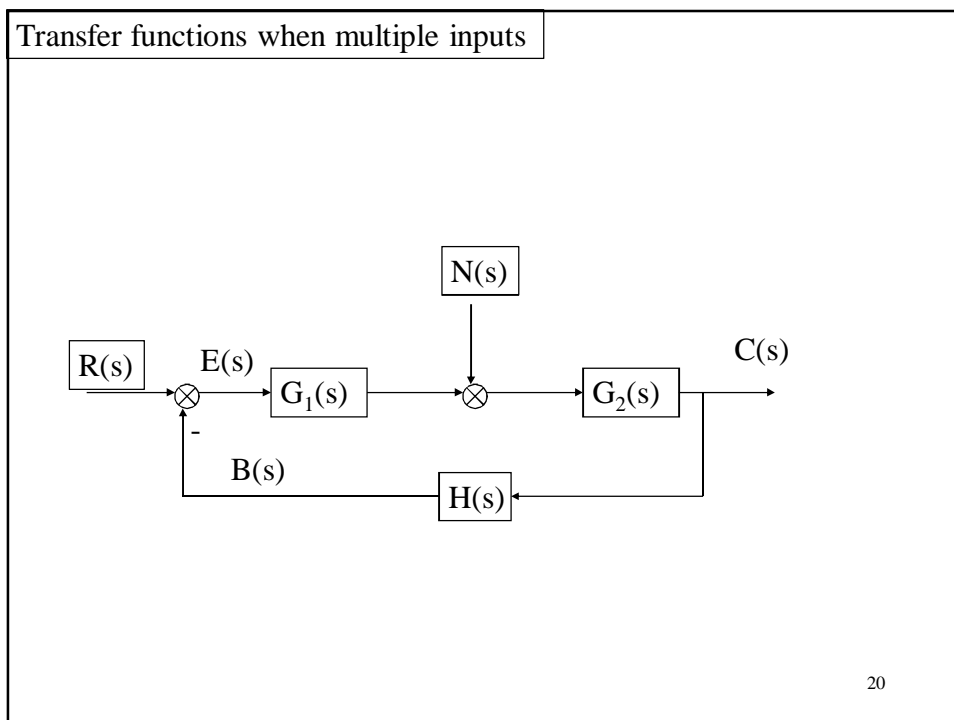 Transfer functions when multiple inputs
N(s)
R(s)
E(s)
G₁(s)
G₂(s)
C(s)
-
B(s)
H(s)
20